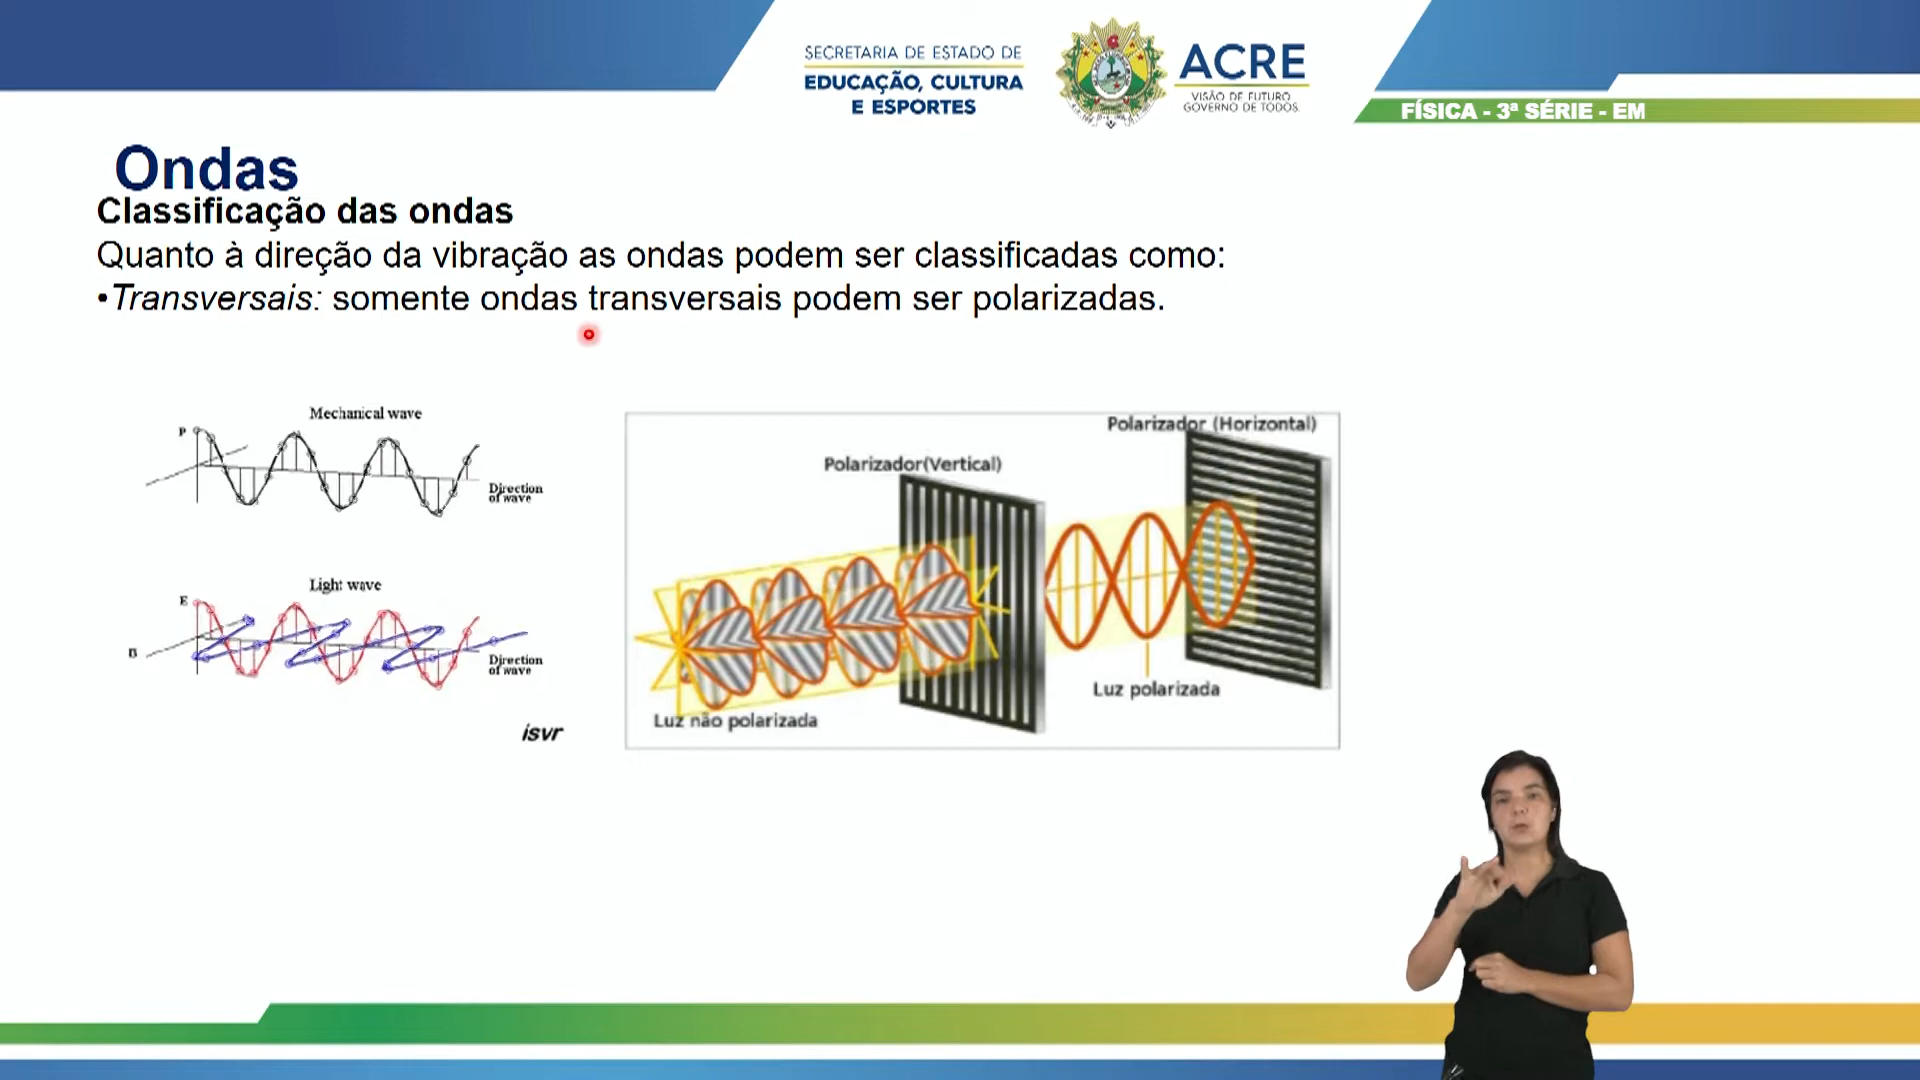 SECRETARIA DE ESTADO DE
EDUCAÇÃO, CULTURA
E ESPORTES
ACRE
VISÃO DE FUTURO
GOVERNO DE TODOS
FÍSICA - 3ª SÉRIE - EM
Ondas
Classificação das ondas
Quanto à direção da vibração as ondas podem ser classificadas como:
•Transversais: somente ondas transversais podem ser polarizadas.
Mechanical wave
P
Direction
of wave
Light wave
E
B
Direction
of wave
isvr
Polarizador (Horizontal)
Polarizador(Vertical)
Luz polarizada
Luz não polarizada